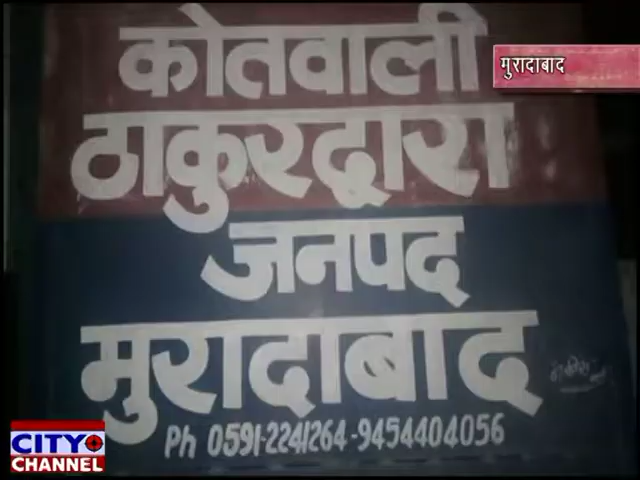 कोतवाली
मुरादाबाद
ठाकुरद्वारा
जनपद
मुरादाबाद
Ph 0591-2241264-9454404056
CITY
CHANNEL